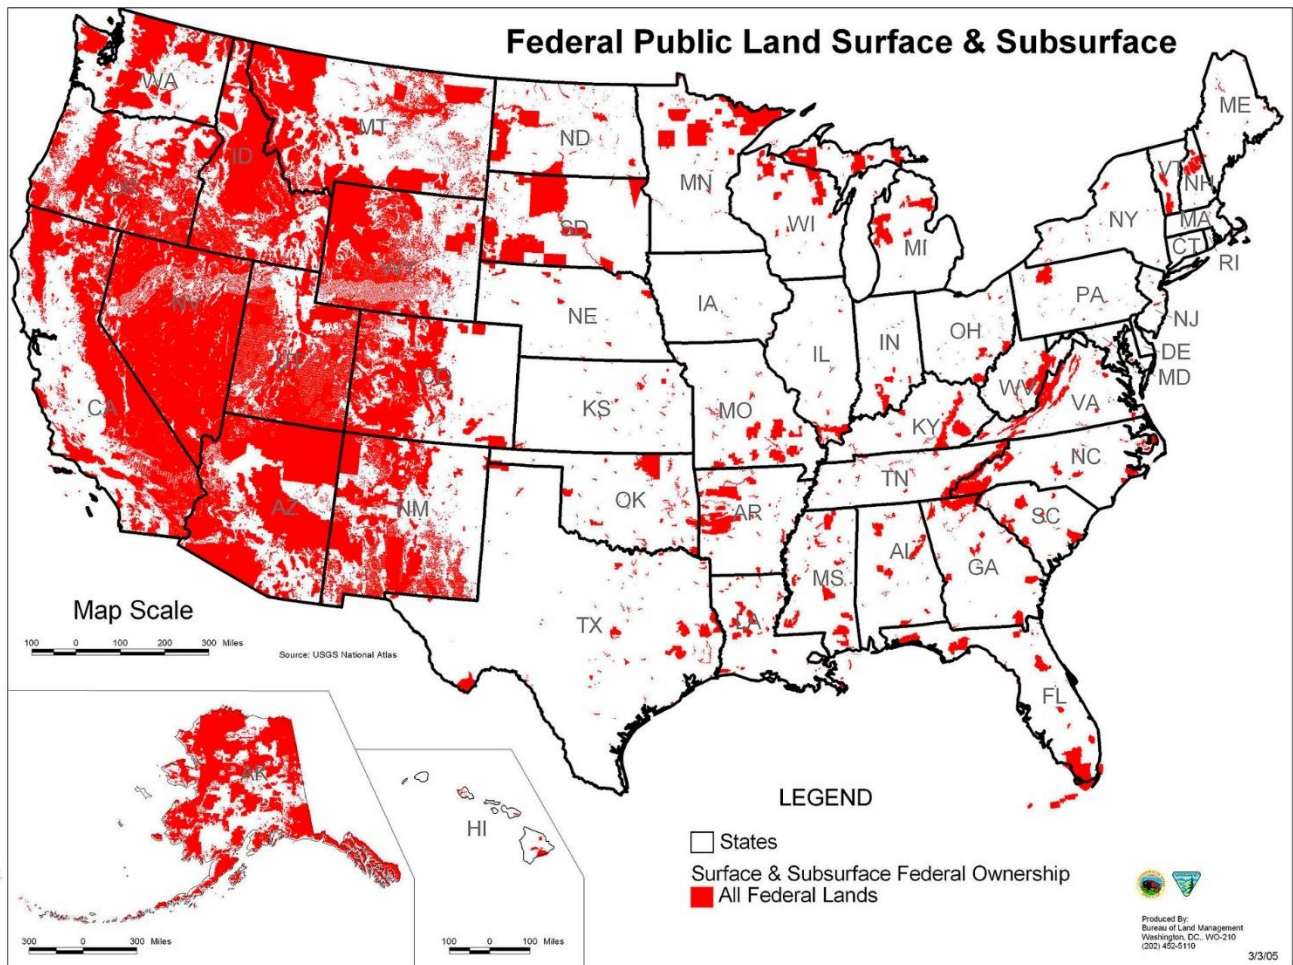 Federal Public Land Surface & Subsurface
WA
MT
ND
MN
ME
OR
ID
SD
WI
MI
NY
VT
NH
MA
CT
RI
WY
NE
IA
PA
NJ
NV
UT
CO
IL
IN
OH
DE
MD
WV
VA
CA
KS
MO
KY
NC
TN
AZ
NM
OK
AR
SC
MS
AL
GA
TX
LA
FL
Map Scale
100 0 100 200 300 Miles
Source: USGS National Atlas
AK
HI
300 0 300 Miles
100 0 100 Miles
LEGEND
States
Surface & Subsurface Federal Ownership
All Federal Lands
Produced By:
Bureau of Land Management
Washington, DC., WO-210
(202) 452-5110
3/3/05